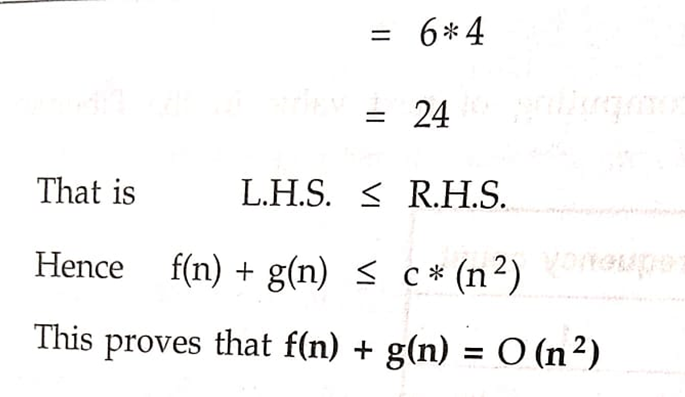 = 6*4
= 24
That is L.H.S. ≤ R.H.S.
Hence f(n) + g(n) ≤ c * (n²)
This proves that f(n) + g(n) = O (n²)